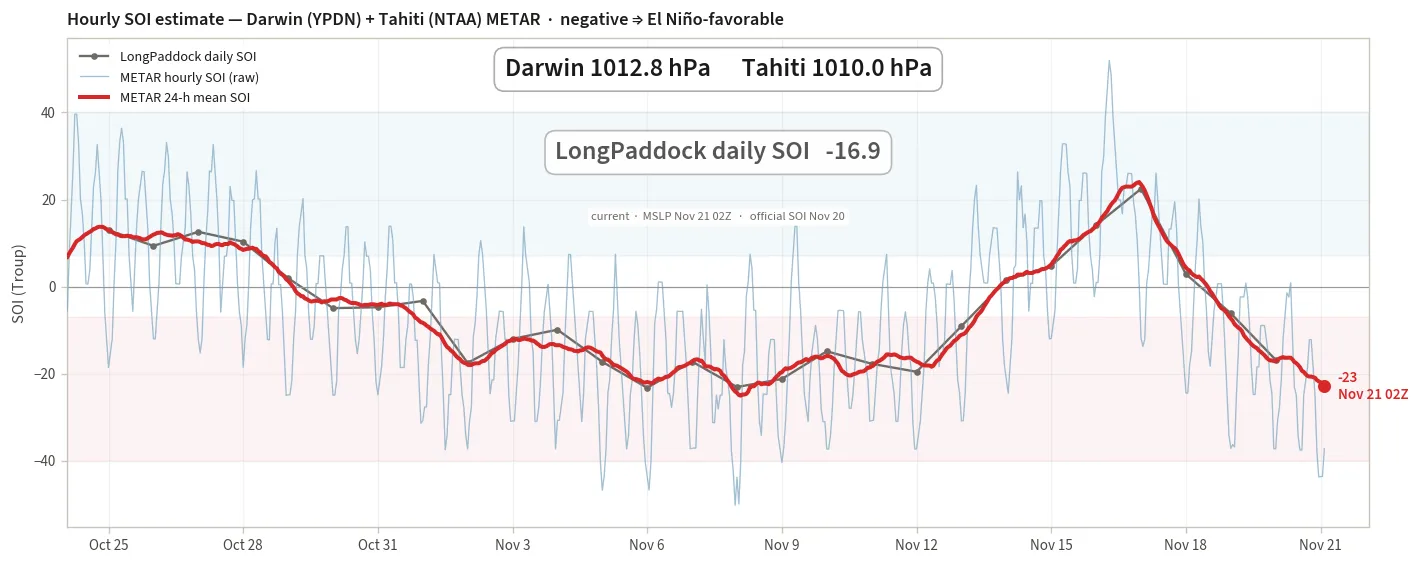 Hourly SOI estimate — Darwin (YPDN) + Tahiti (NTAA) METAR · negative ⇒ El Niño-favorable
LongPaddock daily SOI
METAR hourly SOI (raw)
METAR 24-h mean SOI
Darwin 1012.8 hPa Tahiti 1010.0 hPa
LongPaddock daily SOI -16.9
current · MSLP Nov 21 02Z · official SOI Nov 20
SOI (Troup)
40
20
0
−20
−40
-23
Nov 21 02Z
Oct 25 Oct 28 Oct 31 Nov 3 Nov 6 Nov 9 Nov 12 Nov 15 Nov 18 Nov 21